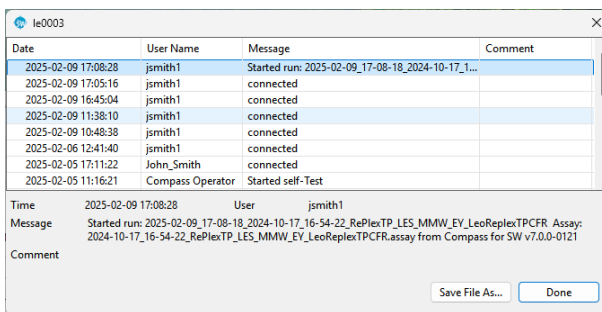 SW le0003
Date User Name Message Comment
2025-02-09 17:08:28 jsmith1 Started run: 2025-02-09_17-08-18_2024-10-17_1...
2025-02-09 17:05:16 jsmith1 connected
2025-02-09 16:45:04 jsmith1 connected
2025-02-09 11:38:10 jsmith1 connected
2025-02-09 10:48:38 jsmith1 connected
2025-02-06 12:41:40 jsmith1 connected
2025-02-05 17:11:22 John_Smith connected
2025-02-05 11:16:21 Compass Operator Started self-Test
Time 2025-02-09 17:08:28 User jsmith1
Message Started run: 2025-02-09_17-08-18_2024-10-17_16-54-22_RePlexTP_LES_MMW_EY_LeoReplexTPCFR Assay:
2024-10-17_16-54-22_RePlexTP_LES_MMW_EY_LeoReplexTPCFR.assay from Compass for SW v7.0.0-0121
Comment
Save File As... Done